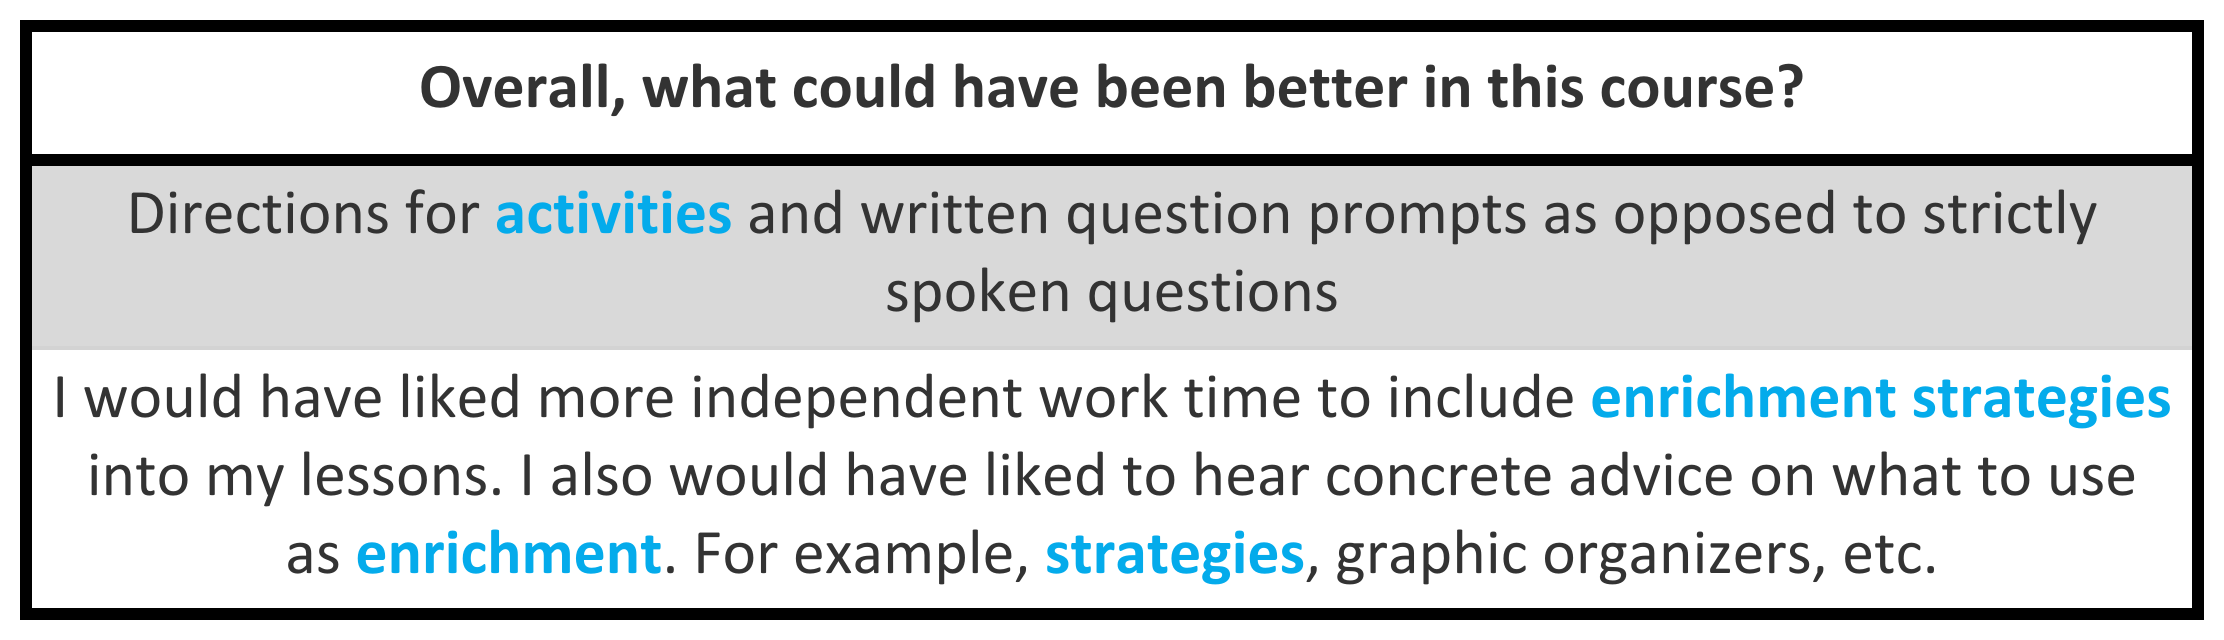 Overall, what could have been better in this course?
Directions for activities and written question prompts as opposed to strictly
spoken questions
I would have liked more independent work time to include enrichment strategies
into my lessons. I also would have liked to hear concrete advice on what to use
as enrichment. For example, strategies, graphic organizers, etc.